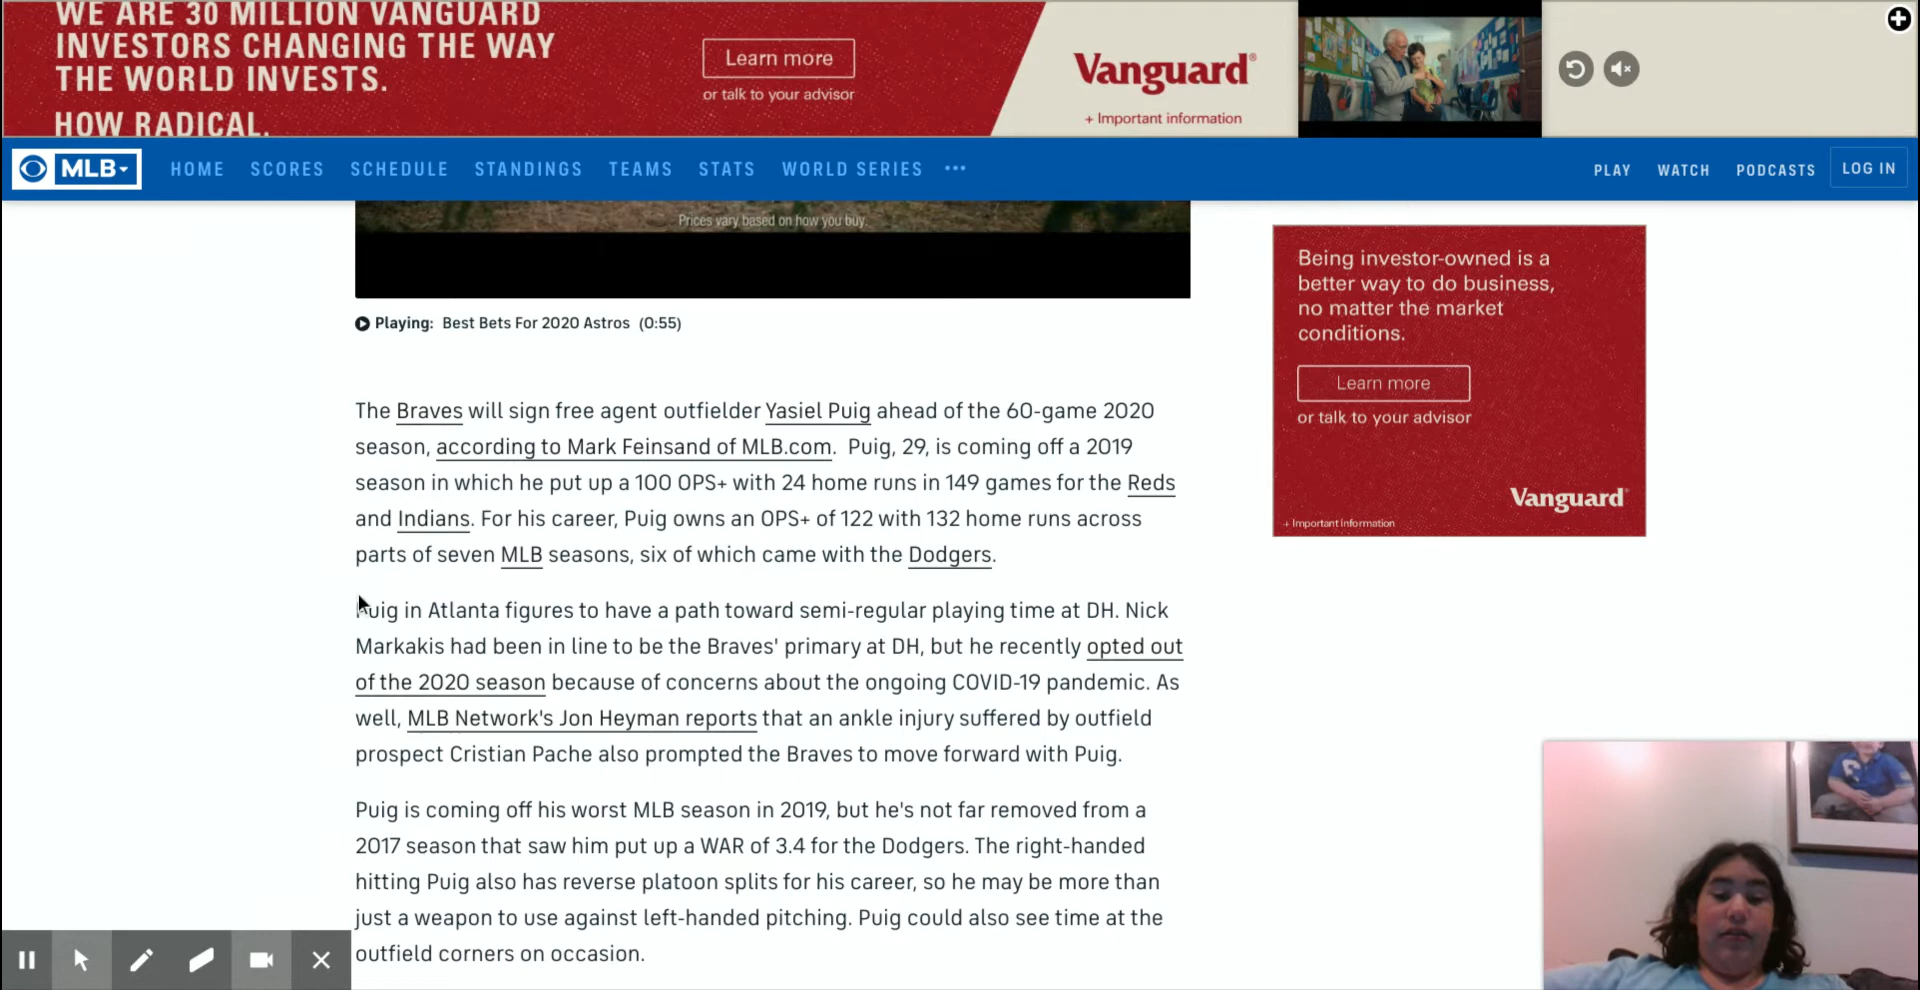 WE ARE 30 MILLION VANGUARD
INVESTORS CHANGING THE WAY
THE WORLD INVESTS.
HOW RADICAL.
Learn more
or talk to your advisor
Vanguard®
+ Important information
MLB
HOME SCORES SCHEDULE STANDINGS TEAMS STATS WORLD SERIES ••• PLAY WATCH PODCASTS LOG IN
Prices vary based on how you buy.
Playing: Best Bets For 2020 Astros (0:55)
The Braves will sign free agent outfielder Yasiel Puig ahead of the 60-game 2020
season, according to Mark Feinsand of MLB.com. Puig, 29, is coming off a 2019
season in which he put up a 100 OPS+ with 24 home runs in 149 games for the Reds
and Indians. For his career, Puig owns an OPS+ of 122 with 132 home runs across
parts of seven MLB seasons, six of which came with the Dodgers.
Puig in Atlanta figures to have a path toward semi-regular playing time at DH. Nick
Markakis had been in line to be the Braves' primary at DH, but he recently opted out
of the 2020 season because of concerns about the ongoing COVID-19 pandemic. As
well, MLB Network's Jon Heyman reports that an ankle injury suffered by outfield
prospect Cristian Pache also prompted the Braves to move forward with Puig.
Puig is coming off his worst MLB season in 2019, but he's not far removed from a
2017 season that saw him put up a WAR of 3.4 for the Dodgers. The right-handed
hitting Puig also has reverse platoon splits for his career, so he may be more than
just a weapon to use against left-handed pitching. Puig could also see time at the
outfield corners on occasion.
Being investor-owned is a
better way to do business,
no matter the market
conditions.
Learn more
or talk to your advisor
Vanguard®
+ Important information